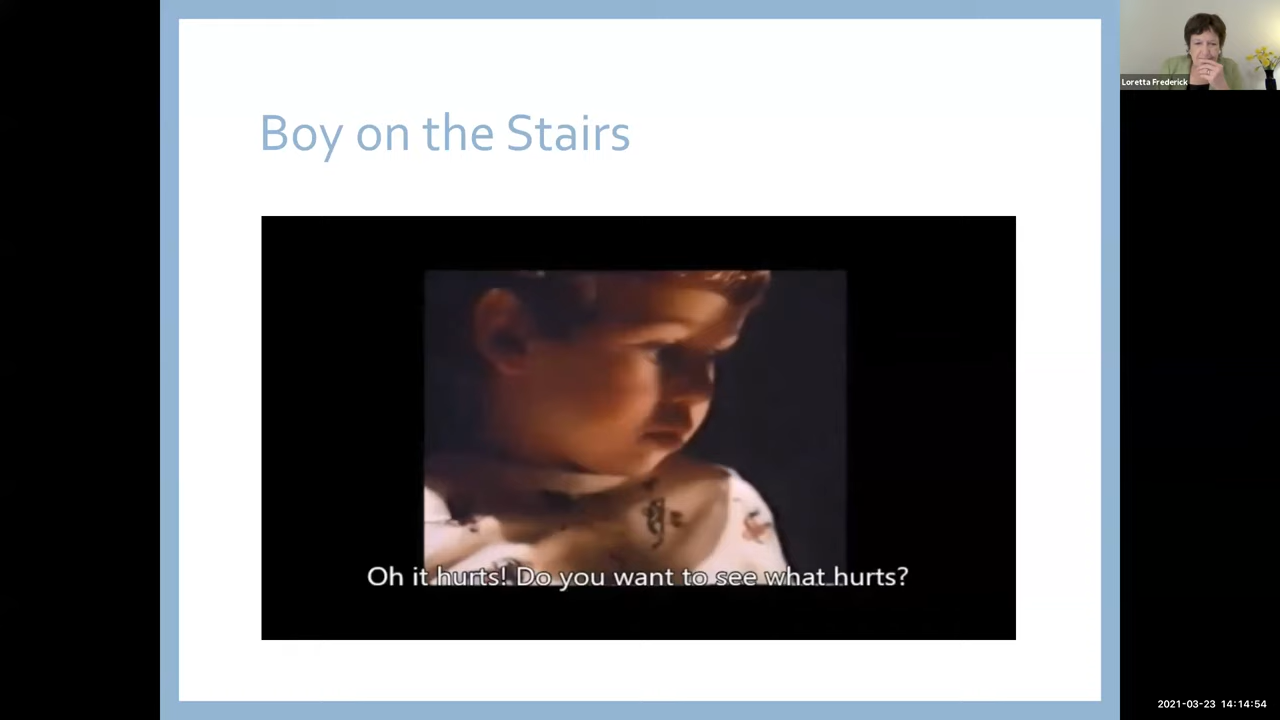 Boy on the Stairs
Oh it hurts! Do you want to see what hurts?
Loretta Frederick
2021-03-23 14:14:54